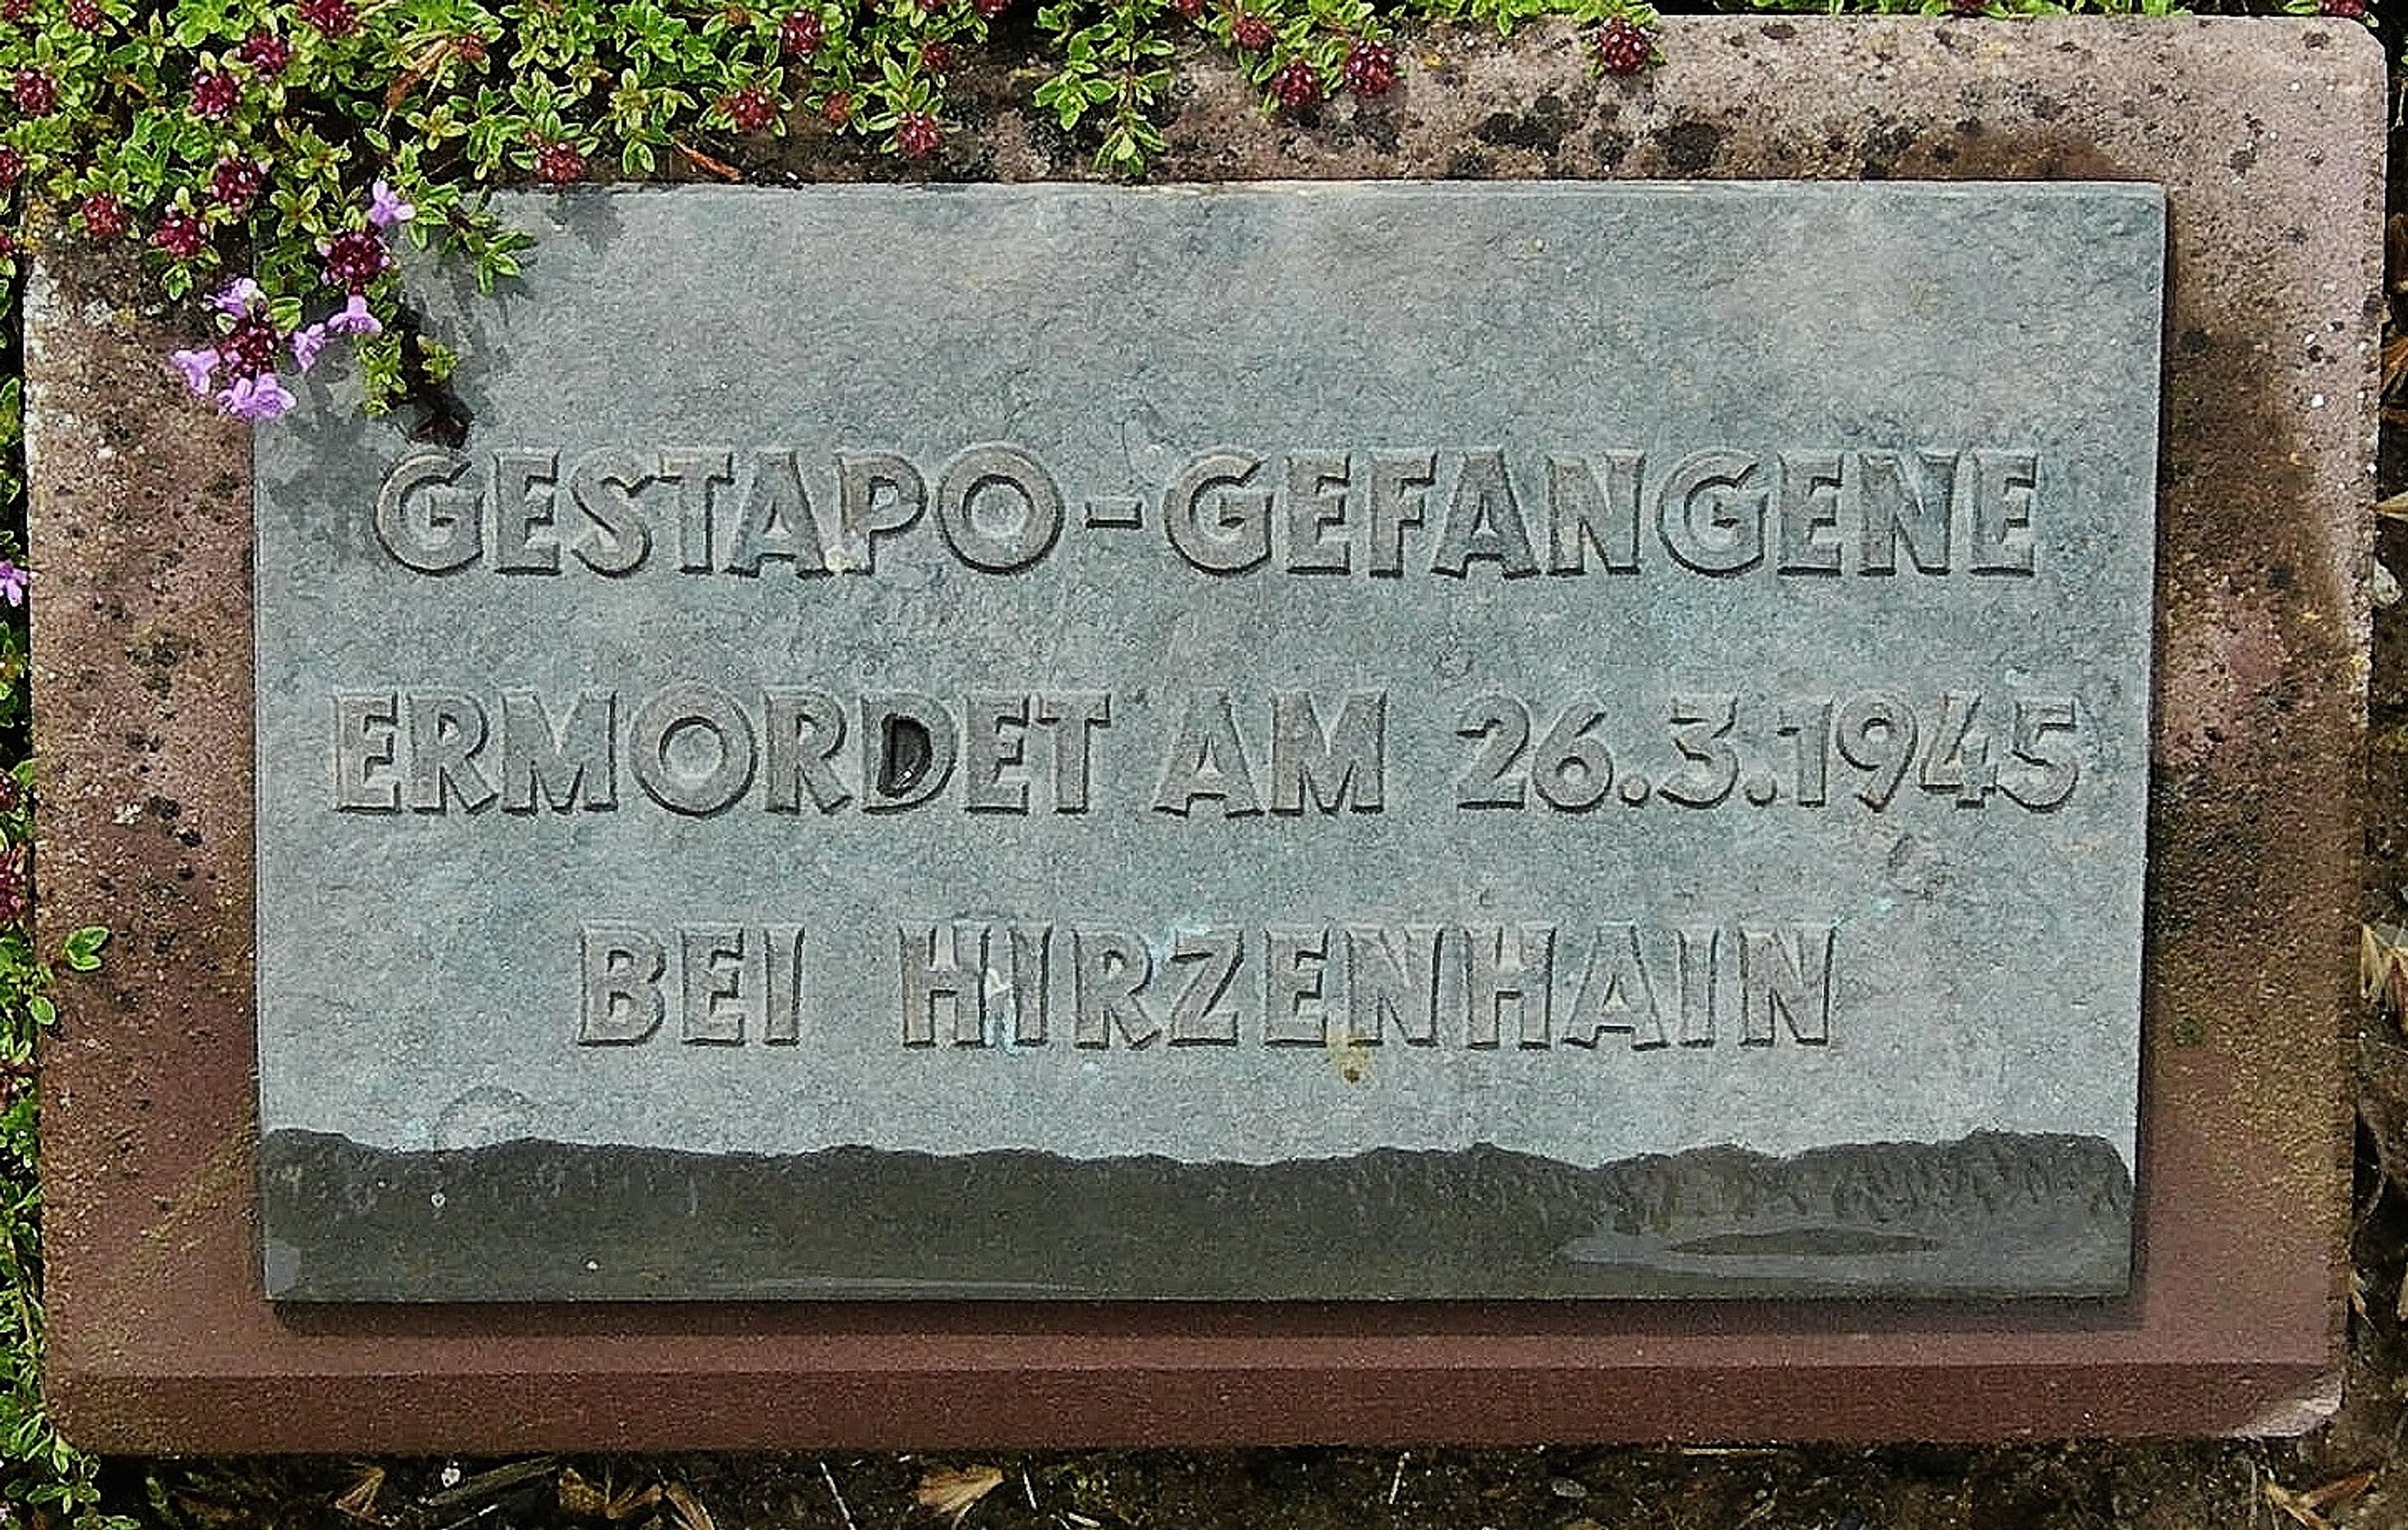 GESTAPO-GEFANGENE
ERMORDET AM 26.3.1945
BEI HIRZENHAIN